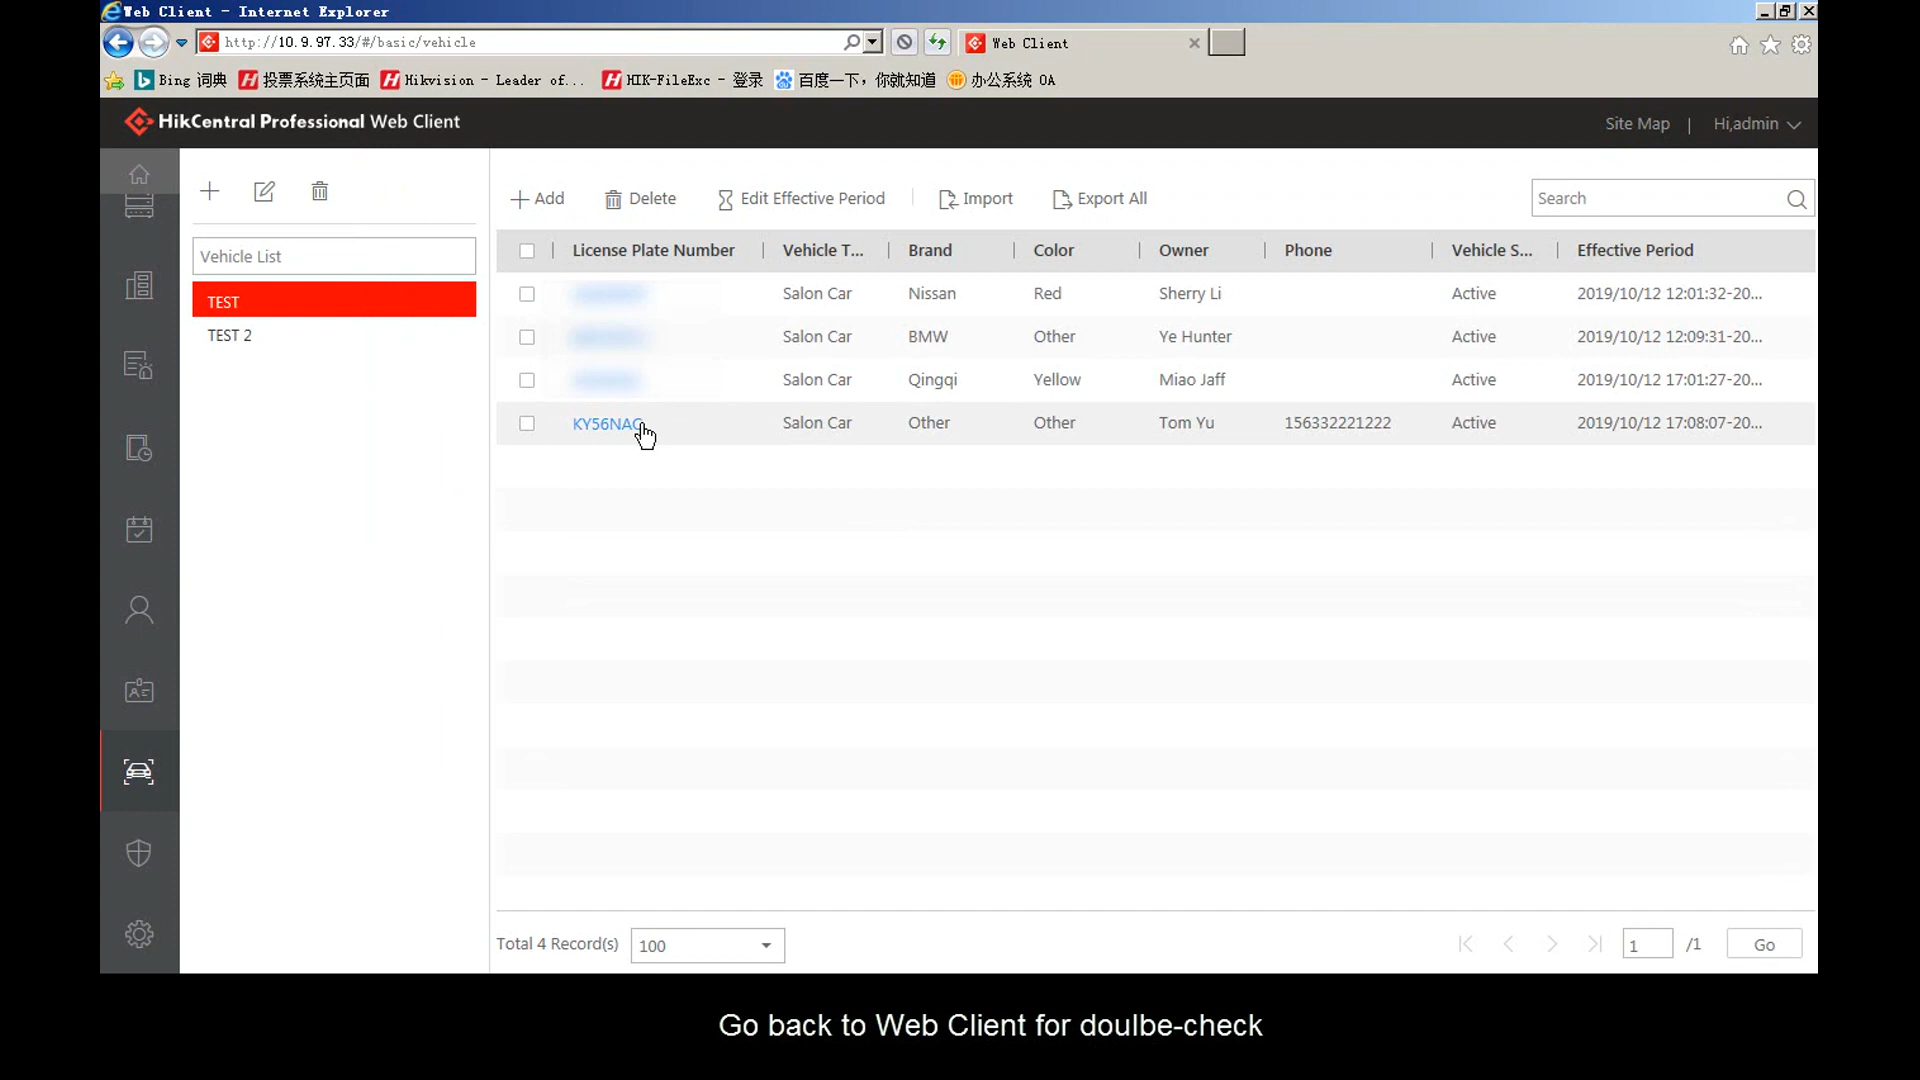 Web Client - Internet Explorer
http://10.9.97.33/#/basic/vehicle
Web Client
Bing 词典
投票系统主页面
Hikvision - Leader of...
HIK-FileExc - 登录
百度一下，你就知道
办公系统 OA
HikCentral Professional Web Client
Site Map | Hi,admin
Add Delete Edit Effective Period Import Export All Search
Vehicle List
TEST
TEST 2
License Plate Number Vehicle T... Brand Color Owner Phone Vehicle S... Effective Period
Salon Car Nissan Red Sherry Li Active 2019/10/12 12:01:32-20...
Salon Car BMW Other Ye Hunter Active 2019/10/12 12:09:31-20...
Salon Car Qingqi Yellow Miao Jaff Active 2019/10/12 17:01:27-20...
Salon Car Other Other Tom Yu 156332221222 Active 2019/10/12 17:08:07-20...
Total 4 Record(s) 100 1 /1 Go
Go back to Web Client for doulbe-check